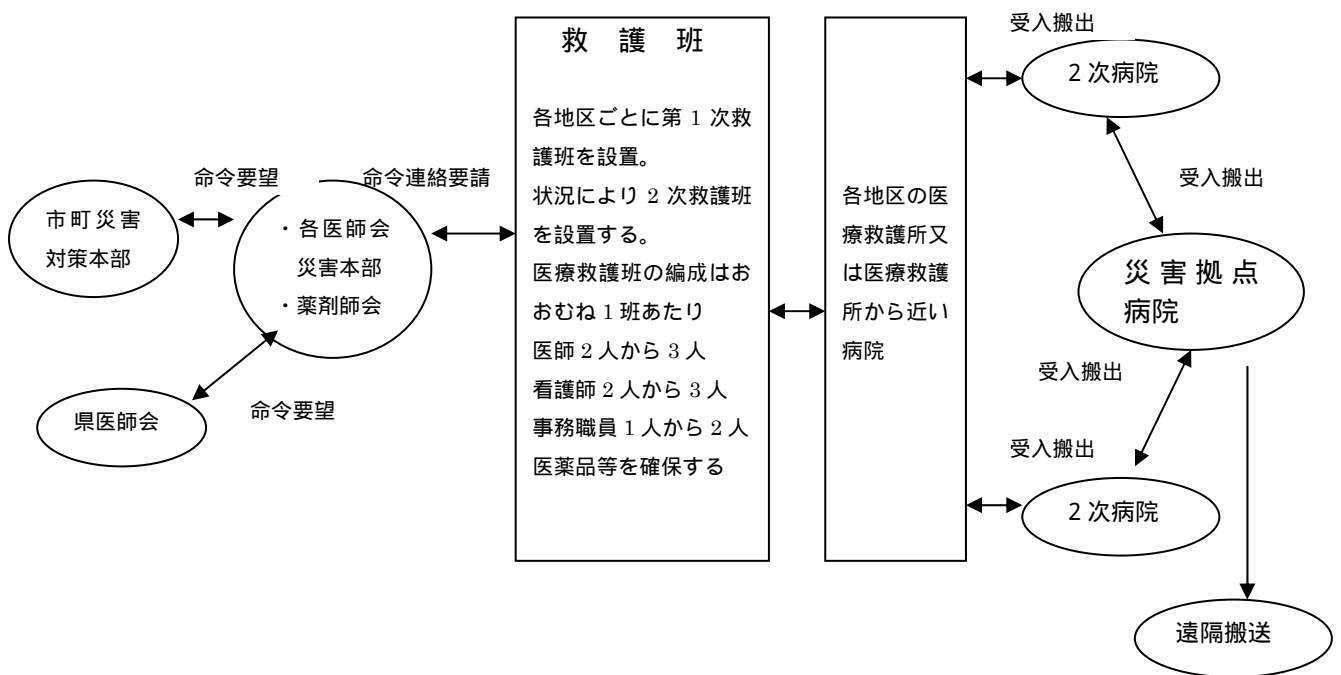 市町災害
対策本部
命令要望
・各医師会
災害本部
・薬剤師会
県医師会
命令要望
命令連絡要請
救護班
各地区ごとに第1次救
護班を設置。
状況により2次救護班
を設置する。
医療救護班の編成はお
おむね1班あたり
医師2人から3人
看護師2人から3人
事務職員1人から2人
医薬品等を確保する
各地区の医
療救護所又
は医療救護
所から近い
病院
受入搬出
2次病院
受入搬出
災害拠点
病院
受入搬出
受入搬出
2次病院
遠隔搬送